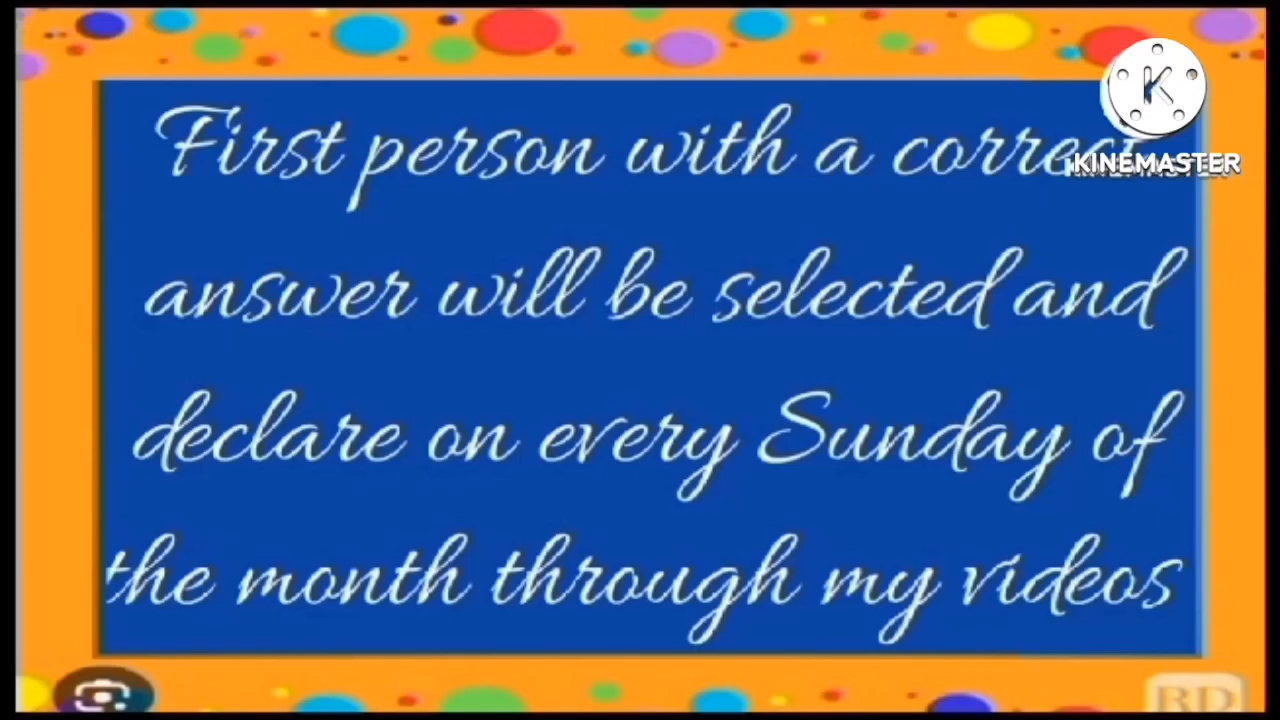 First person with a correct
KINEMASTER
answer will be selected and
declare on every Sunday of
the month through my videos
RD